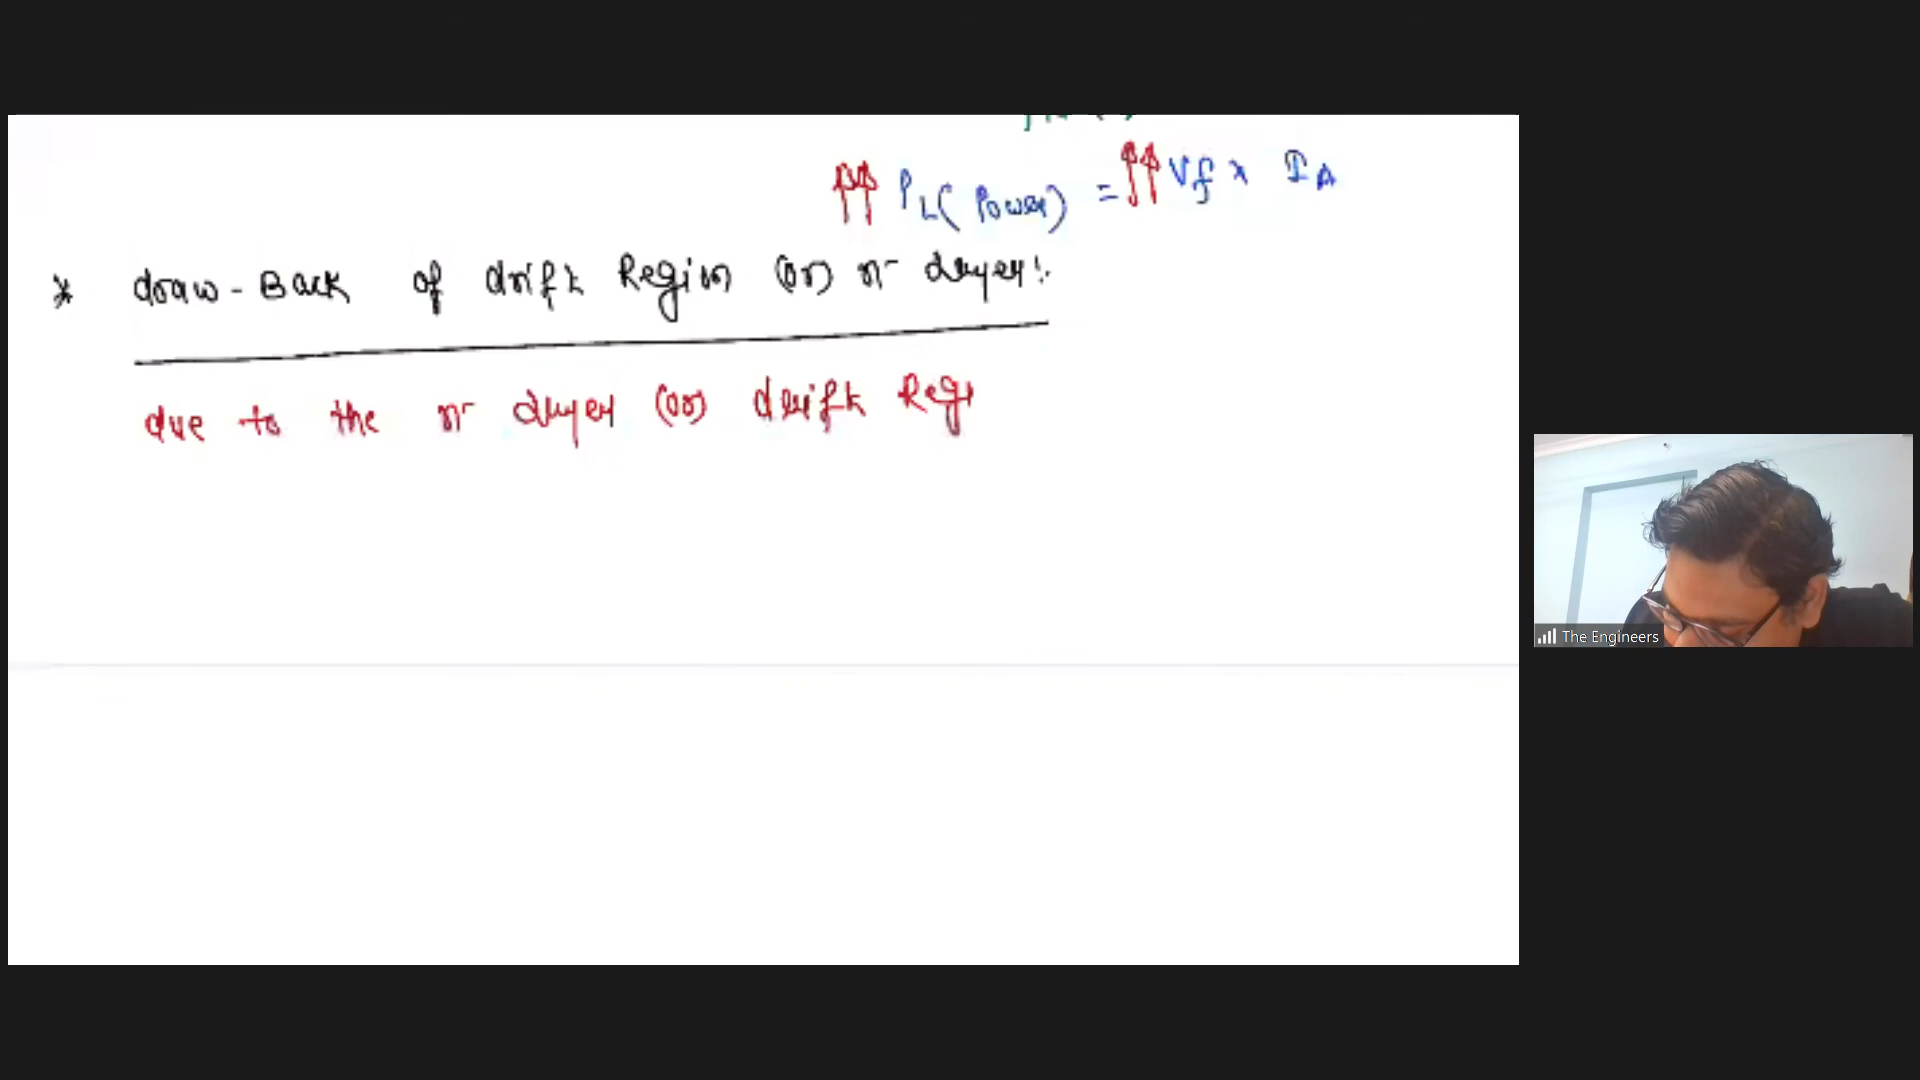 ↑↑ PL( Power) = ↑↑ Vf x IA
* draw-Back of drift Region (or) n- layer:-
due to the n- layer (or) drift Regi
The Engineers